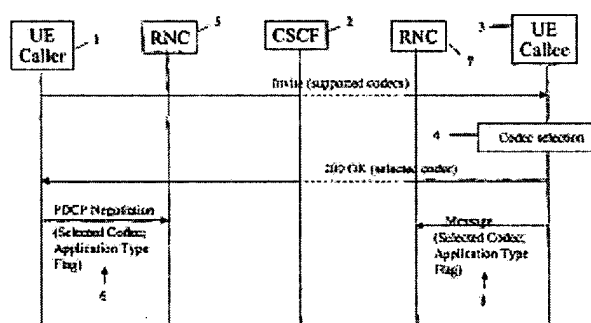 UE
Caller
1
RNC
5
CSCF
2
RNC
7
3
UE
Callee
Invite (supported codecs)
4
Codec selection
200 OK (selected codec)
PDCP Negotiation
(Selected Codec;
Application Type
Flag)
6
Message
(Selected Codec;
Application Type
Flag)
8